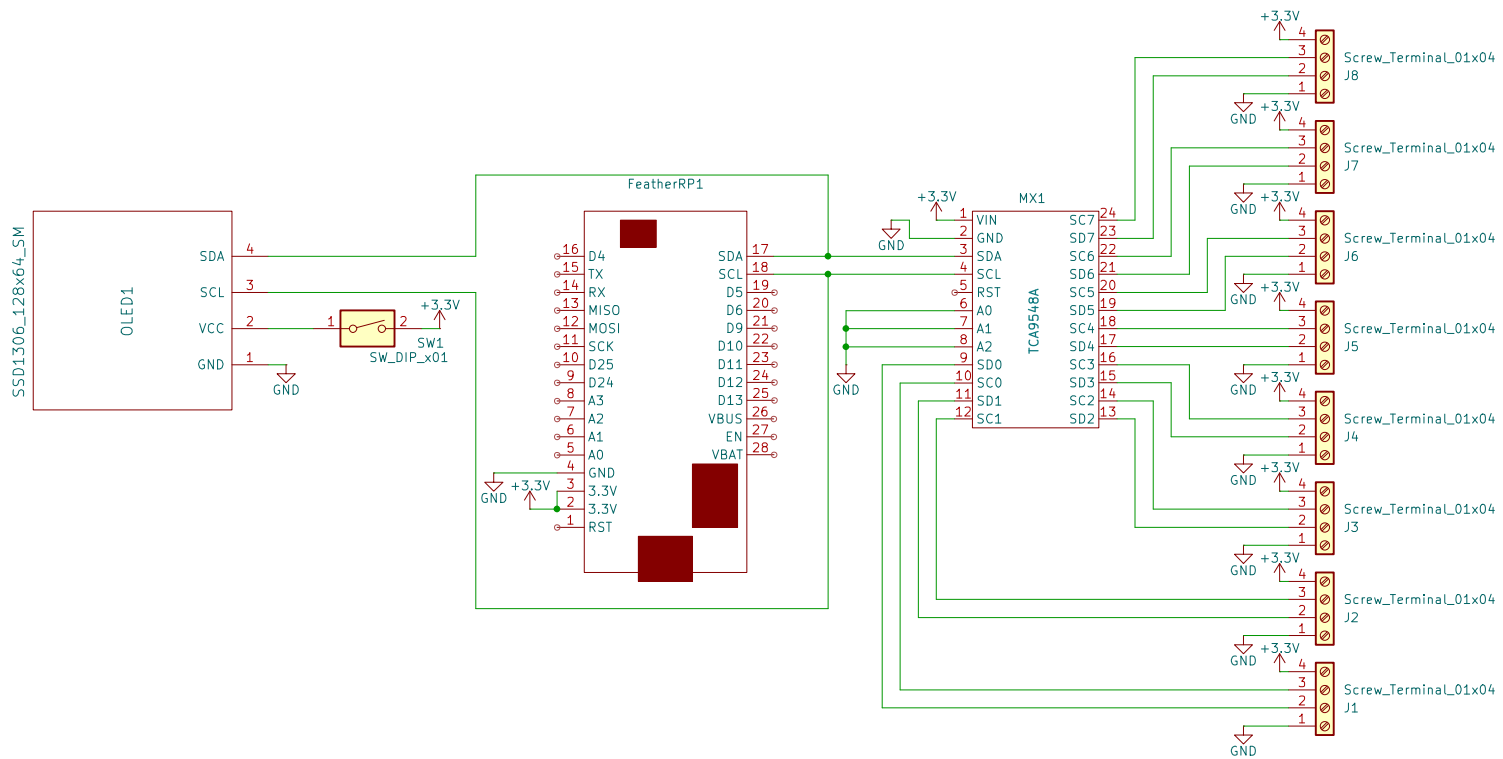 SSD1306_128x64_SM
OLED1
SDA 4
SCL 3
VCC 2
GND 1
GND
1 2
+3.3V
SW1
SW_DIP_x01
FeatherRP1
16 D4
15 TX
14 RX
13 MISO
12 MOSI
11 SCK
10 D25
9 D24
8 A3
7 A2
6 A1
5 A0
4 GND
3 3.3V
2 3.3V
1 RST
GND
+3.3V
SDA 17
SCL 18
D5 19
D6 20
D9 21
D10 22
D11 23
D12 24
D13 25
VBUS 26
EN 27
VBAT 28
MX1
TCA9548A
+3.3V
GND
GND
1 VIN
2 GND
3 SDA
4 SCL
5 RST
6 A0
7 A1
8 A2
9 SD0
10 SC0
11 SD1
12 SC1
SC7 24
SD7 23
SC6 22
SD6 21
SC5 20
SD5 19
SC4 18
SD4 17
SC3 16
SD3 15
SC2 14
SD2 13
+3.3V
4
3 Screw_Terminal_01x04
2 J8
1
GND
+3.3V
4
3 Screw_Terminal_01x04
2 J7
1
GND
+3.3V
4
3 Screw_Terminal_01x04
2 J6
1
GND
+3.3V
4
3 Screw_Terminal_01x04
2 J5
1
GND
+3.3V
4
3 Screw_Terminal_01x04
2 J4
1
GND
+3.3V
4
3 Screw_Terminal_01x04
2 J3
1
GND
+3.3V
4
3 Screw_Terminal_01x04
2 J2
1
GND
+3.3V
4
3 Screw_Terminal_01x04
2 J1
1
GND